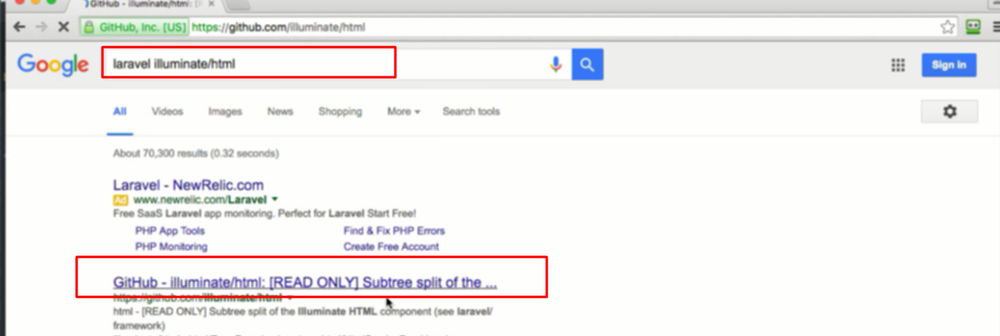 GitHub - illuminate/html: [R
GitHub, Inc. [US] https://github.com/illuminate/html
Google laravel illuminate/html Sign in
All Videos Images News Shopping More Search tools
About 70,300 results (0.32 seconds)
Laravel - NewRelic.com
Ad www.newrelic.com/Laravel
Free SaaS Laravel app monitoring. Perfect for Laravel Start Free!
PHP App Tools Find & Fix PHP Errors
PHP Monitoring Create Free Account
GitHub - illuminate/html: [READ ONLY] Subtree split of the ...
https://github.com/illuminate/html
html - [READ ONLY] Subtree split of the Illuminate HTML component (see laravel/
framework)